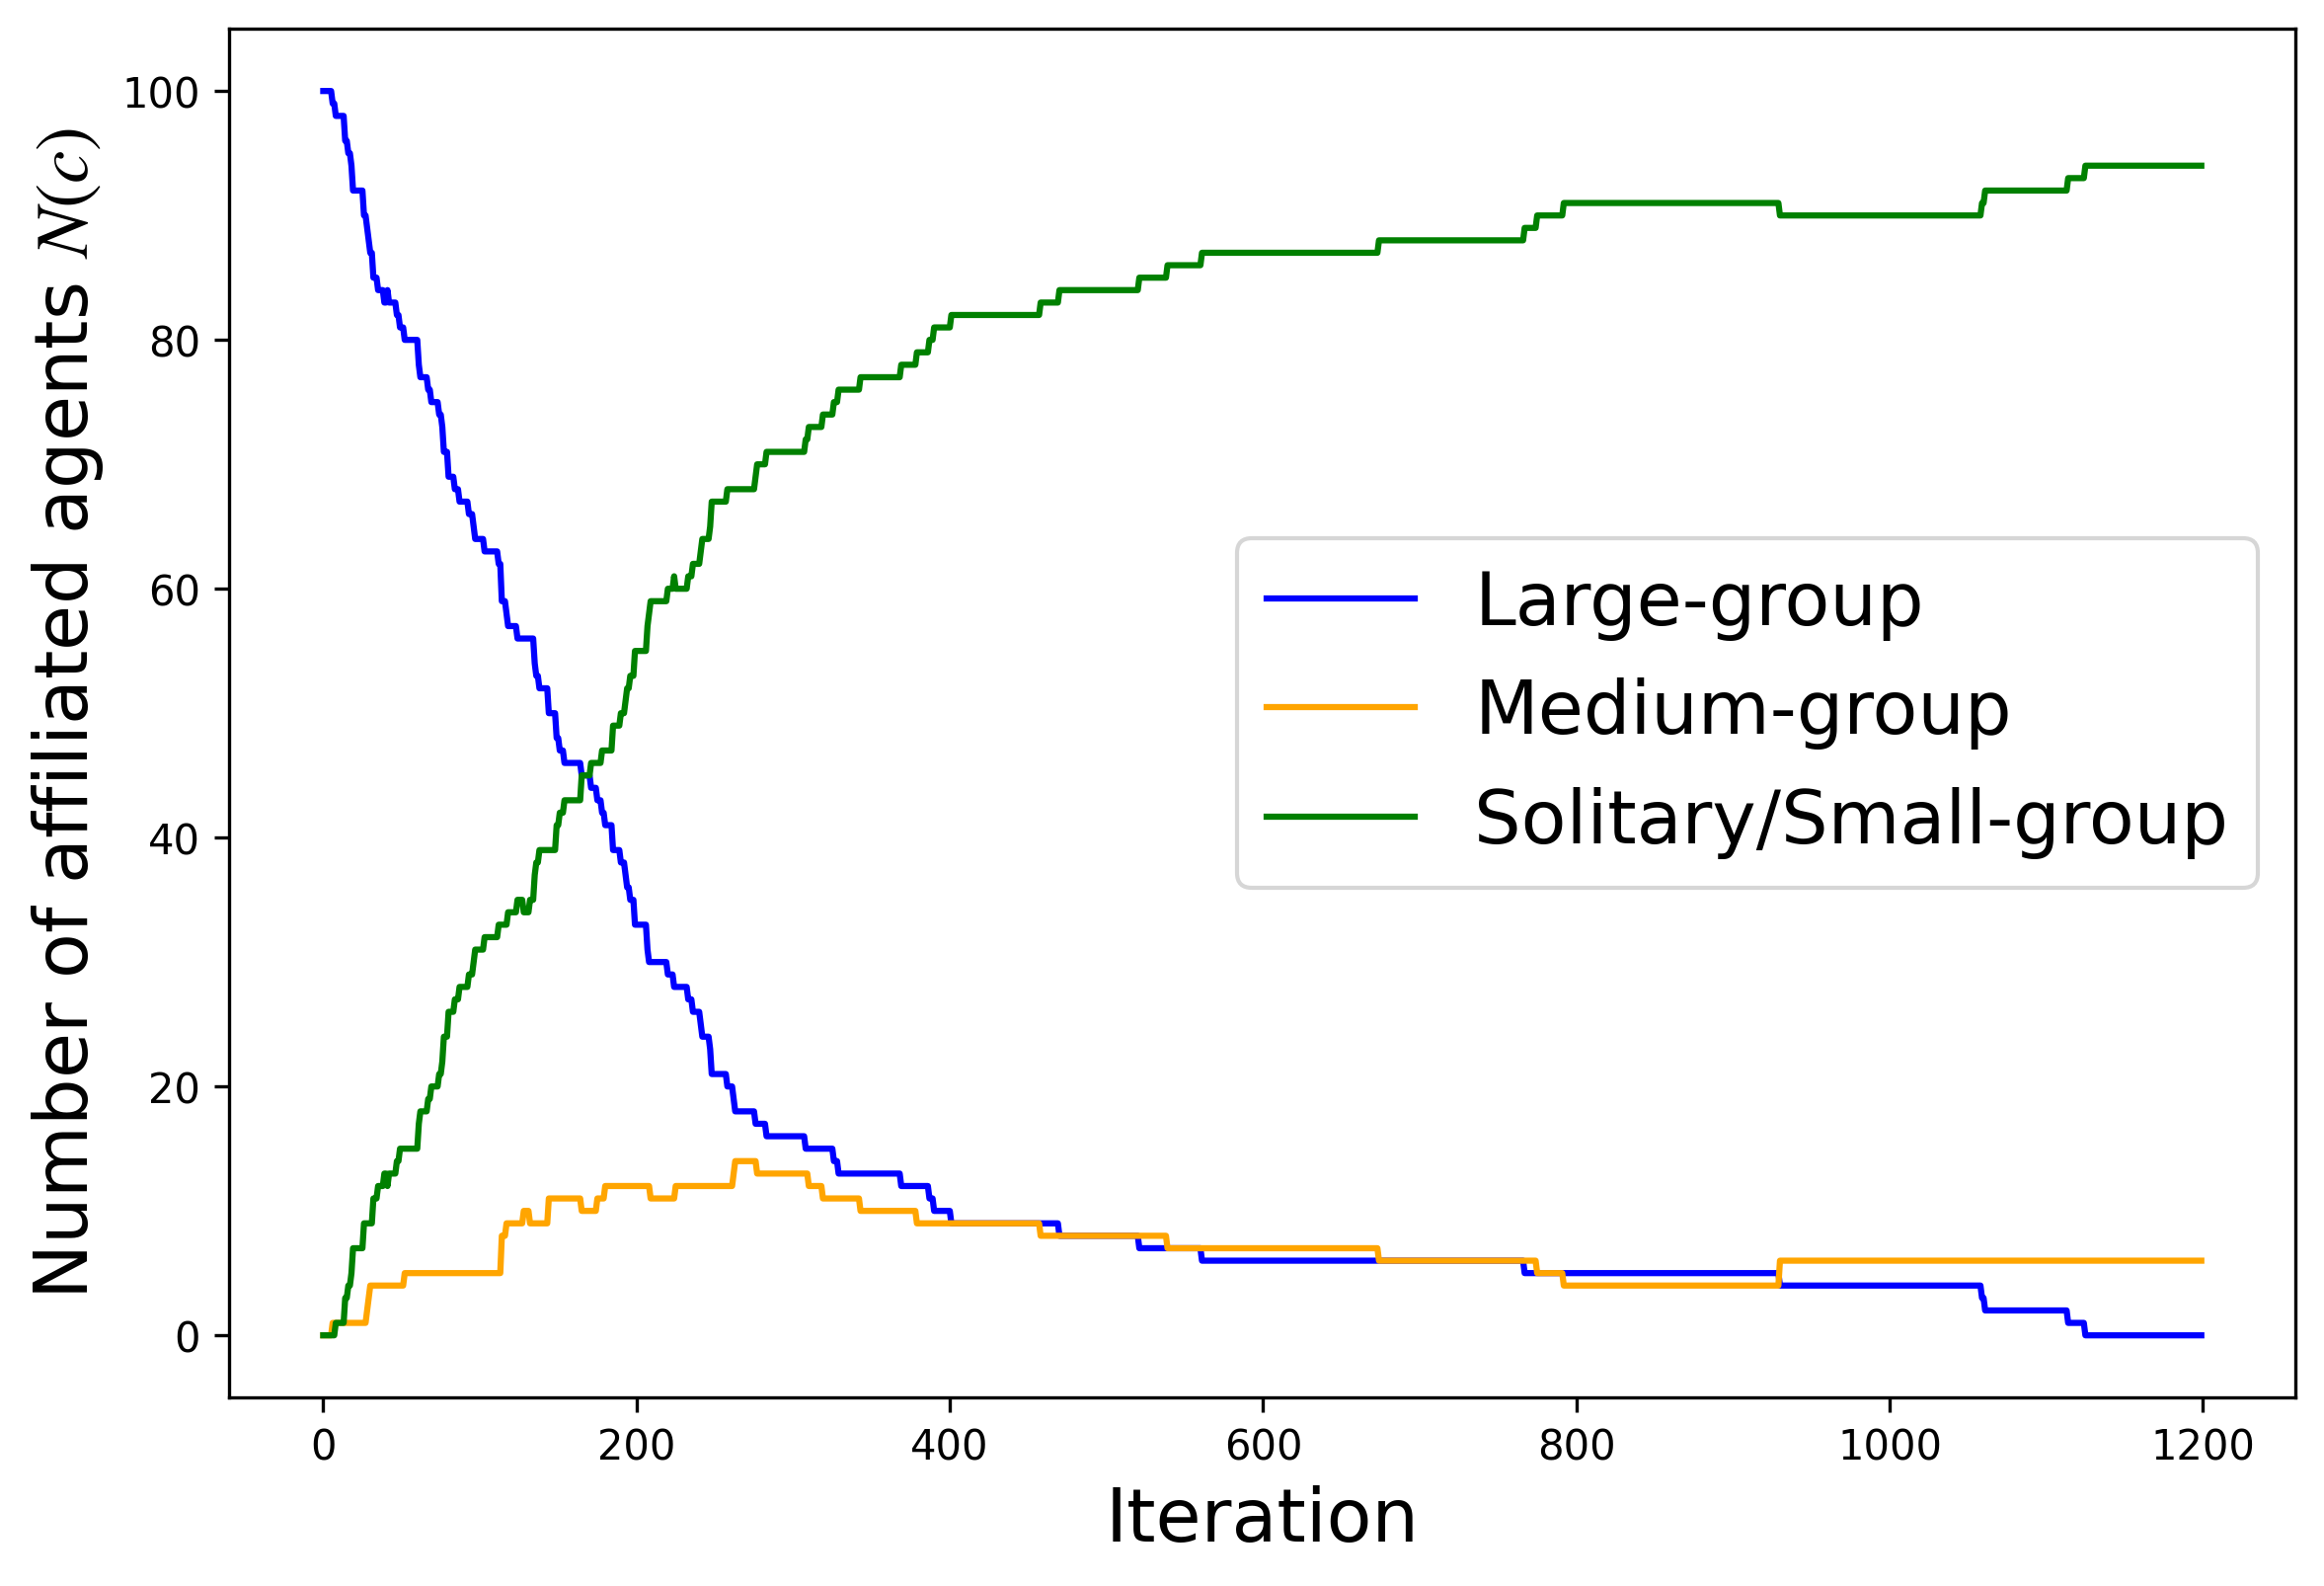 Number of affiliated agents N(c)
100
80
60
40
20
0
Large-group
Medium-group
Solitary/Small-group
0 200 400 600 800 1000 1200
Iteration